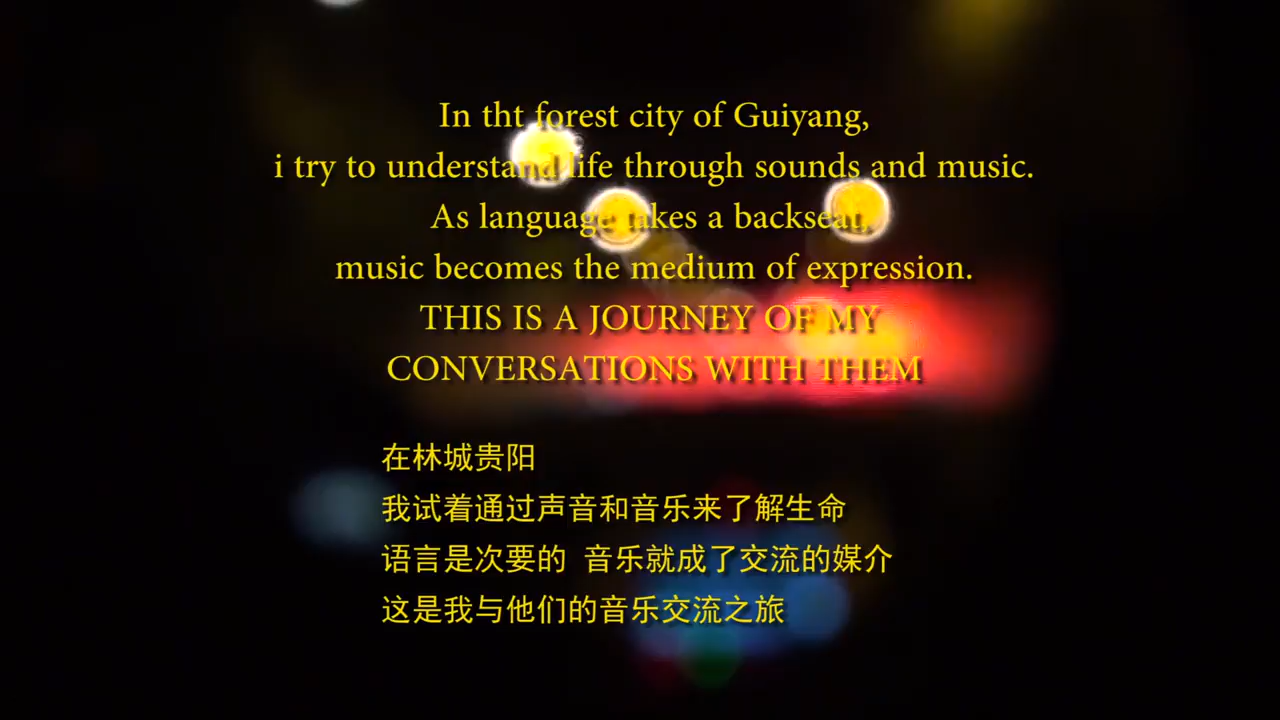 In tht forest city of Guiyang,
i try to understand life through sounds and music.
As language takes a backseat,
music becomes the medium of expression.
THIS IS A JOURNEY OF MY
CONVERSATIONS WITH THEM
在林城贵阳
我试着通过声音和音乐来了解生命
语言是次要的 音乐就成了交流的媒介
这是我与他们的音乐交流之旅